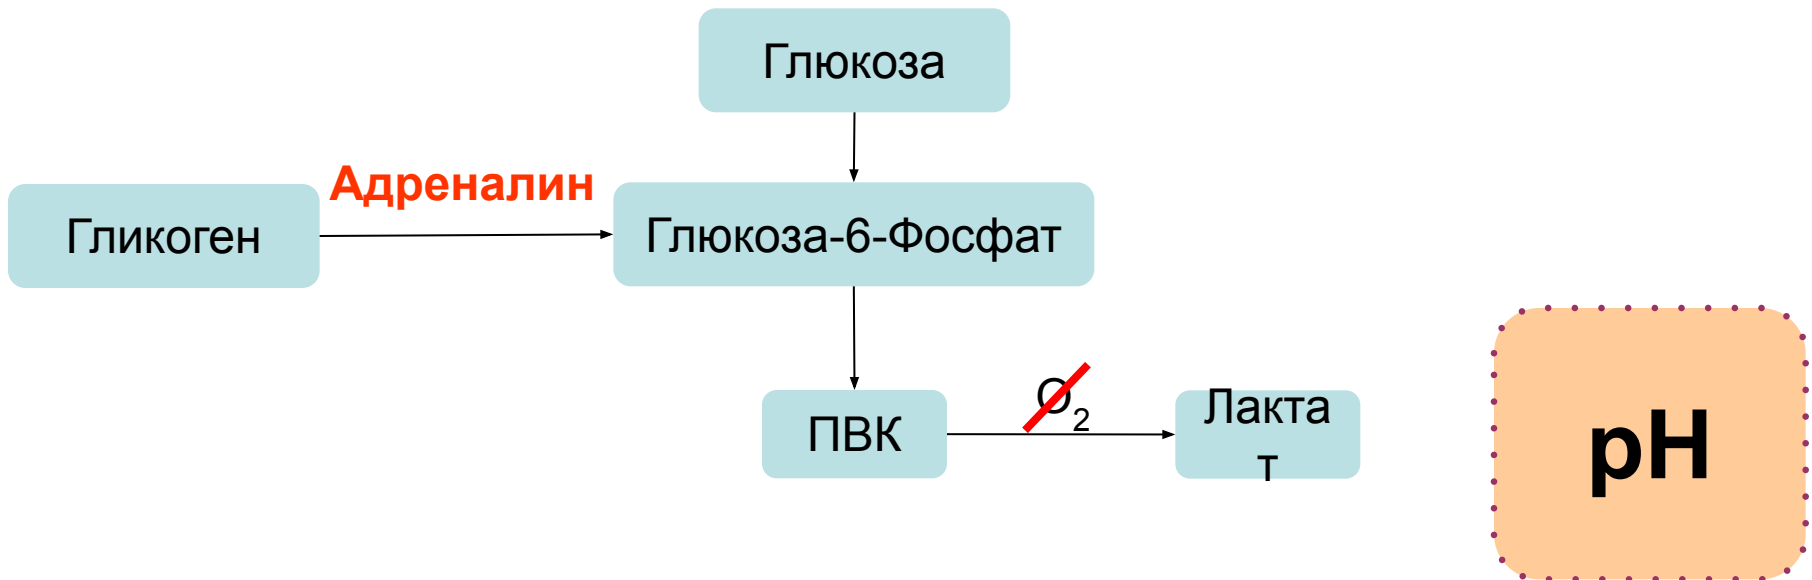 Глюкоза
Адреналин
Гликоген
Глюкоза-6-Фосфат
O2
ПВК
Лакта
т
pH